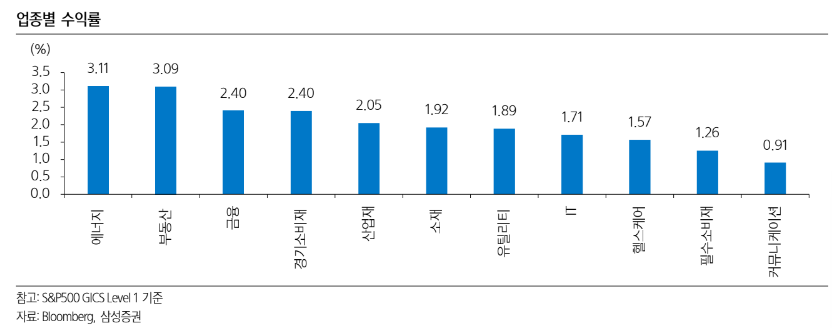 업종별 수익률
(%)
3.5
3.0
2.5
2.0
1.5
1.0
0.5
0.0
3.11
3.09
2.40
2.40
2.05
1.92
1.89
1.71
1.57
1.26
0.91
에너지
부동산
금융
경기소비재
산업재
소재
유틸리티
IT
헬스케어
필수소비재
커뮤니케이션
참고: S&P500 GICS Level 1 기준
자료: Bloomberg, 삼성증권